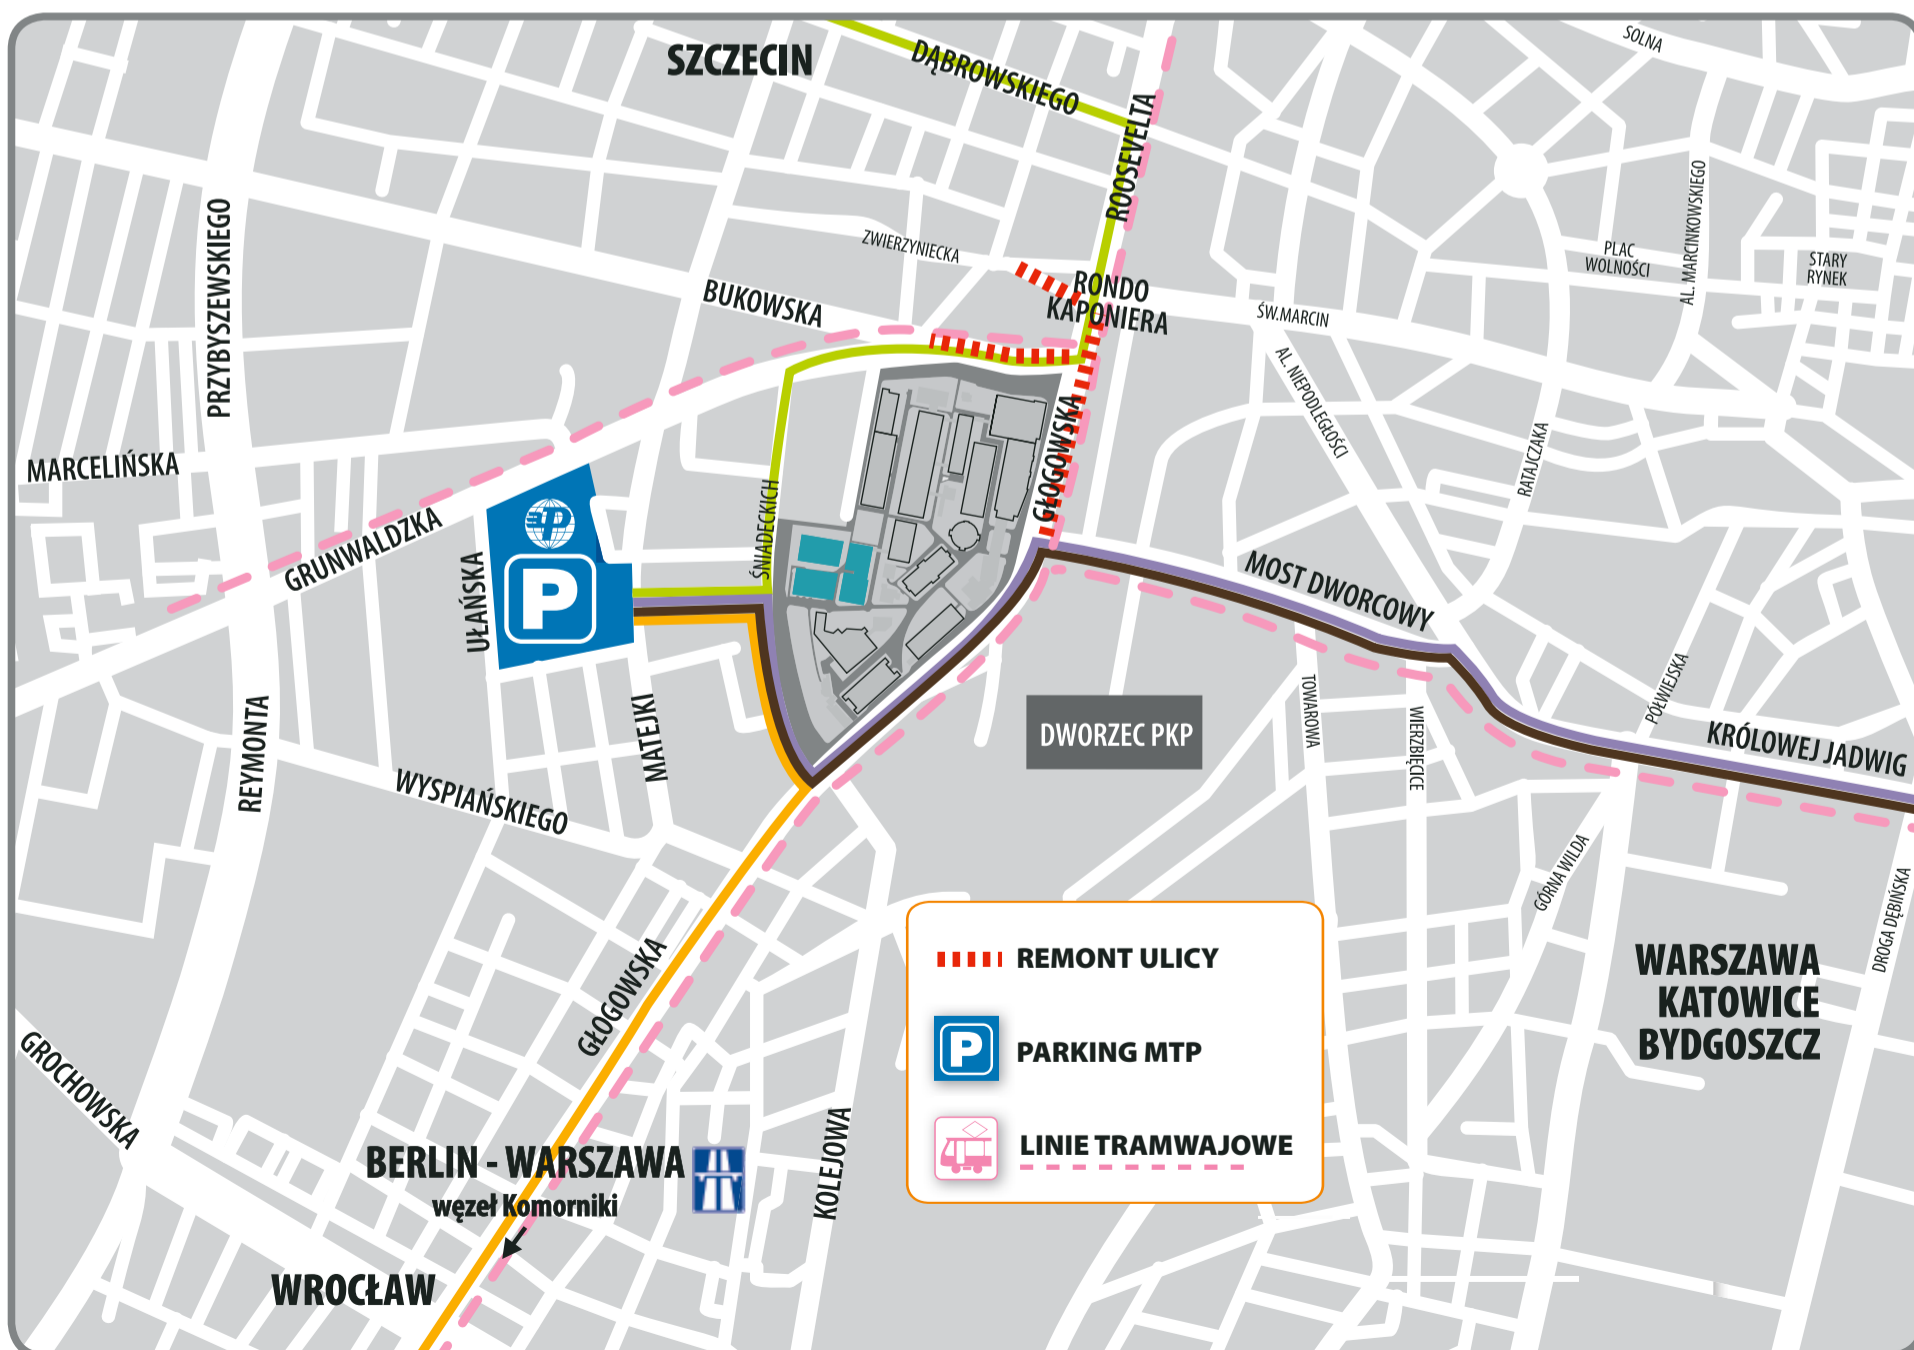 SOLNA
SZCZECIN
DĄBROWSKIEGO
ROOSEVELTA
PRZYBYSZEWSKIEGO
AL. MARCINKOWSKIEGO
ZWIERZYNIECKA
PLAC
WOLNOŚCI
STARY
RYNEK
BUKOWSKA
RONDO
KAPONIERA
ŚW.MARCIN
AL. NIEPODLEGŁOŚCI
GŁOGOWSKA
RATAJCZAKA
MARCELIŃSKA
ŚNIADECKICH
GRUNWALDZKA
UŁAŃSKA
P
P
MOST DWORCOWY
PÓŁWIEJSKA
TOWAROWA
WIERZBIĘCICE
KRÓLOWEJ JADWIG
REYMONTA
MATEJKI
DWORZEC PKP
WYSPIAŃSKIEGO
GÓRNA WILDA
DROGA DĘBIŃSKA
GŁOGOWSKA
REMONT ULICY
WARSZAWA
KATOWICE
BYDGOSZCZ
P
PARKING MTP
GROCHOWSKA
KOLEJOWA
LINIE TRAMWAJOWE
BERLIN - WARSZAWA
węzeł Komorniki
WROCŁAW